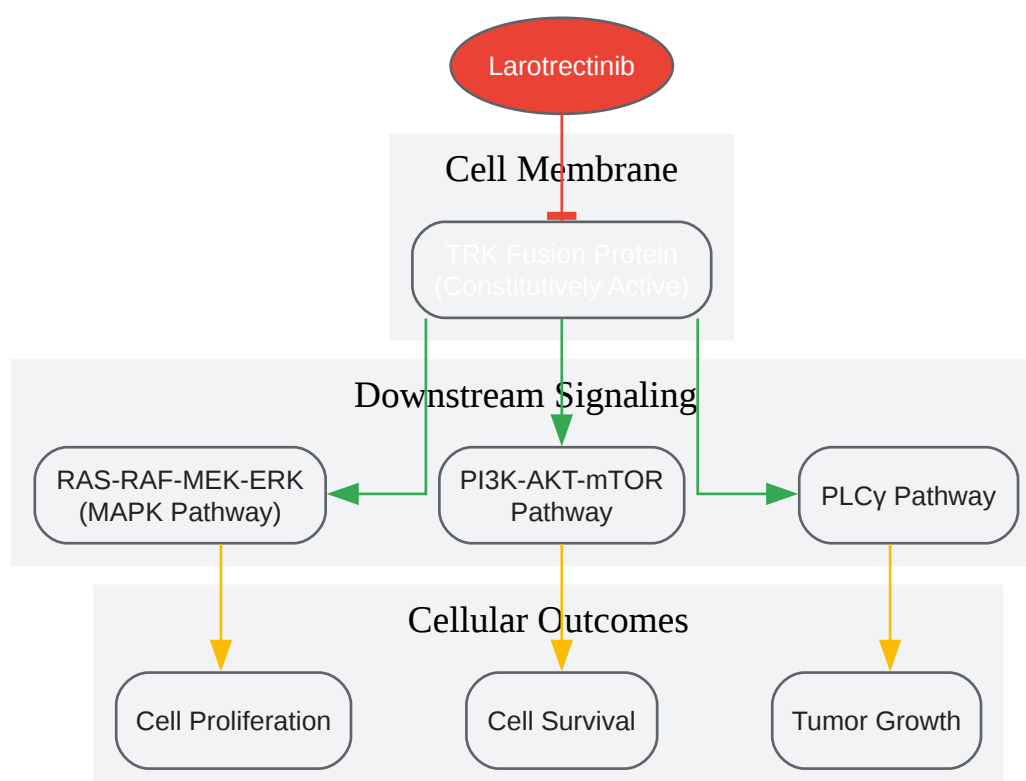 Larotrectinib
Cell Membrane
TRK Fusion Protein
(Constitutively Active)
Downstream Signaling
RAS-RAF-MEK-ERK
(MAPK Pathway)
PI3K-AKT-mTOR
Pathway
PLCγ Pathway
Cellular Outcomes
Cell Proliferation
Cell Survival
Tumor Growth